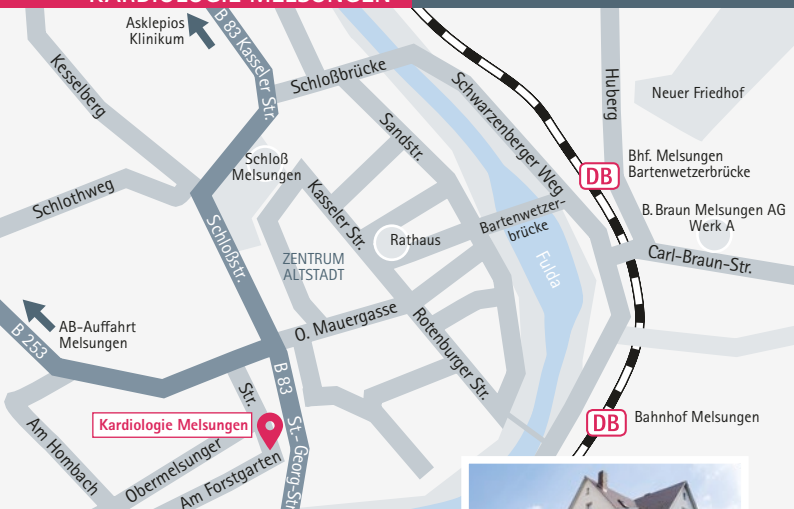 KARDIOLOGIE MELSUNGEN
Asklepios
Klinikum
B 83 Kasseler Str.
Kesselberg
Schloßbrücke
Schwarzenberger Weg
Huberg
Neuer Friedhof
Sandstr.
Bhf. Melsungen
Bartenwetzerbrücke
DB
Schloß
Melsungen
Schlothweg
Kasseler Str.
B. Braun Melsungen AG
Werk A
Bartenwetzer-
brücke
Rathaus
Schloßstr.
ZENTRUM
ALTSTADT
Fulda
Carl-Braun-Str.
O. Mauergasse
Rotenburger Str.
AB-Auffahrt
Melsungen
B 253
B 83
Str.
Kardiologie Melsungen
St.-Georg-Str
DB
Bahnhof Melsungen
Am Hombach
Obermelsunger
Am Forstgarten